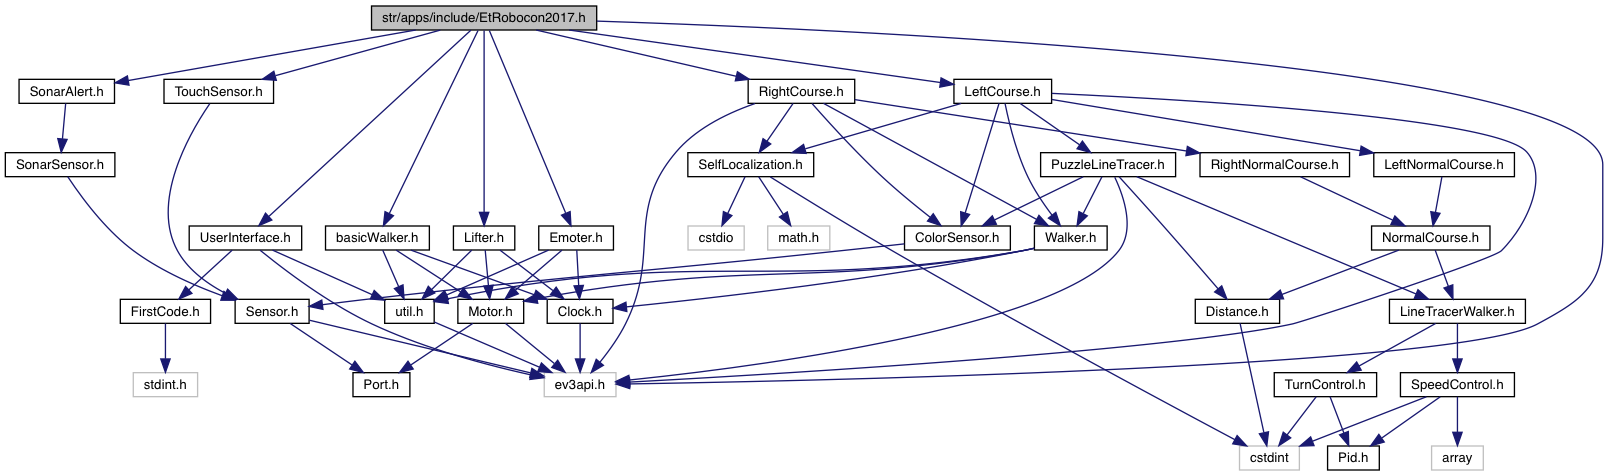 str/apps/include/EtRobocon2017.h
SonarAlert.h
TouchSensor.h
RightCourse.h
LeftCourse.h
SonarSensor.h
SelfLocalization.h
PuzzleLineTracer.h
RightNormalCourse.h
LeftNormalCourse.h
UserInterface.h
basicWalker.h
Lifter.h
Emoter.h
cstdio
math.h
ColorSensor.h
Walker.h
NormalCourse.h
FirstCode.h
Sensor.h
util.h
Motor.h
Clock.h
Distance.h
LineTracerWalker.h
stdint.h
Port.h
ev3api.h
TurnControl.h
SpeedControl.h
cstdint
Pid.h
array